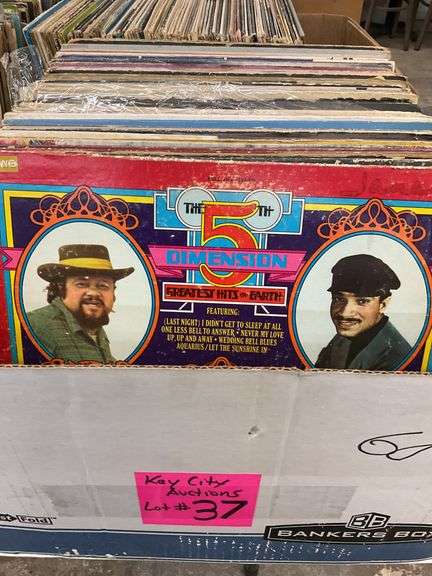 THE 5TH
DIMENSION
GREATEST HITS ON EARTH
FEATURING:
(LAST NIGHT) I DIDN'T GET TO SLEEP AT ALL
ONE LESS BELL TO ANSWER • NEVER MY LOVE
UP, UP AND AWAY • WEDDING BELL BLUES
AQUARIUS/LET THE SUNSHINE IN
Key City
Auctions
Lot # 37
Fold
BB
BANKERS BOX